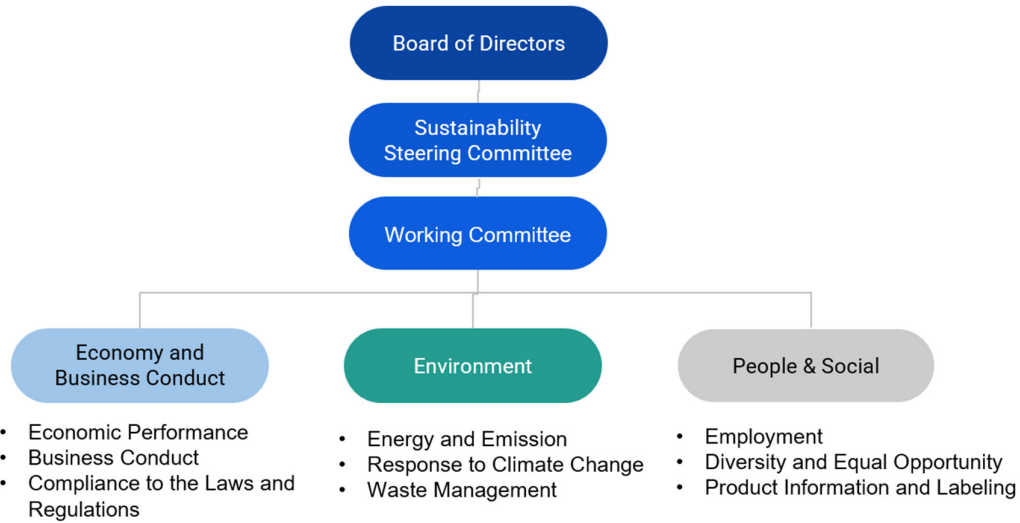 Board of Directors
Sustainability
Steering Committee
Working Committee
Economy and
Business Conduct
• Economic Performance
• Business Conduct
• Compliance to the Laws and
Regulations
Environment
• Energy and Emission
• Response to Climate Change
• Waste Management
People & Social
• Employment
• Diversity and Equal Opportunity
• Product Information and Labeling